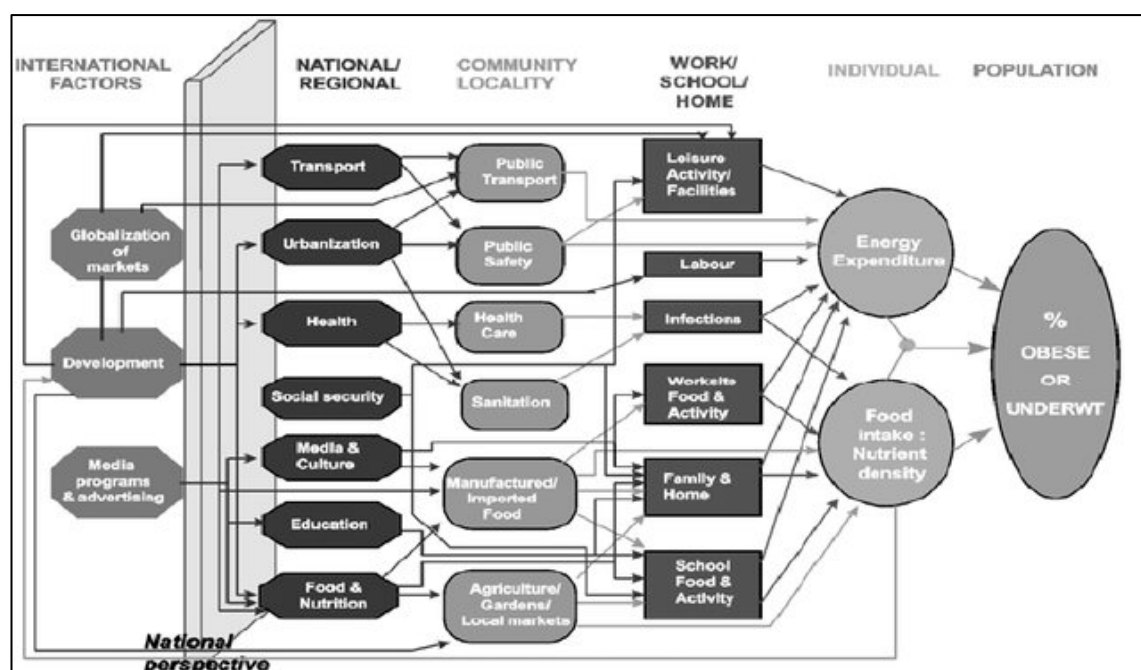 INTERNATIONAL
FACTORS
NATIONAL/
REGIONAL
COMMUNITY
LOCALITY
WORK/
SCHOOL/
HOME
INDIVIDUAL
POPULATION
Globalization
of
markets
Development
Media
programs
& advertising
Transport
Urbanization
Health
Social security
Media &
Culture
Education
Food &
Nutrition
National
perspective
Public
Transport
Public
Safety
Health
Care
Sanitation
Manufactured/
Imported
Food
Agriculture/
Gardens/
Local markets
Leisure
Activity/
Facilities
Labour
Infections
Worksite
Food &
Activity
Family &
Home
School
Food &
Activity
Energy
Expenditure
Food
intake :
Nutrient
density
%
OBESE
OR
UNDERWT